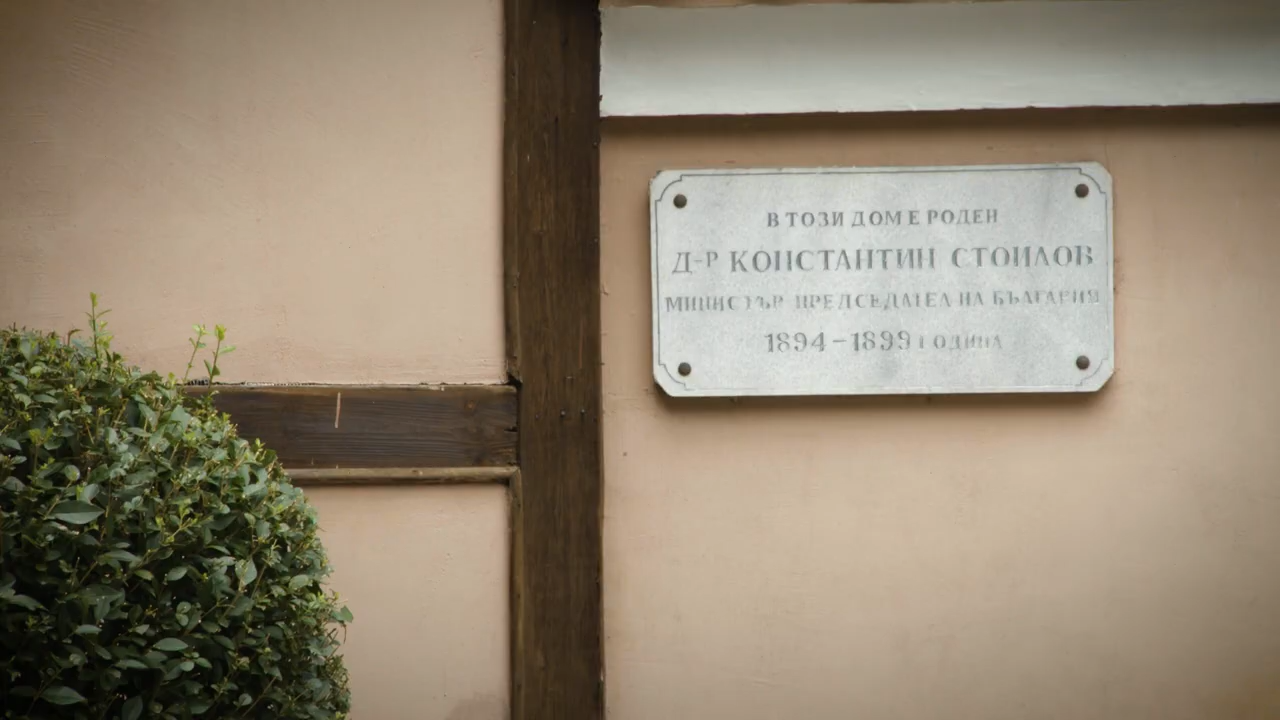 В ТОЗИ ДОМ Е РОДЕН
Д-Р КОНСТАНТИН СТОИЛОВ
МИНИСТЪР ПРЕДСЕДАТЕЛ НА БЪЛГАРИЯ
1894-1899 ГОДИНА